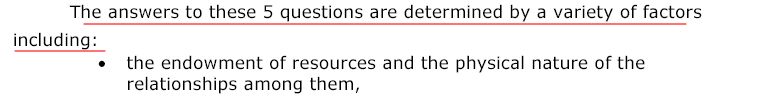 The answers to these 5 questions are determined by a variety of factors
including:
• the endowment of resources and the physical nature of the
relationships among them,